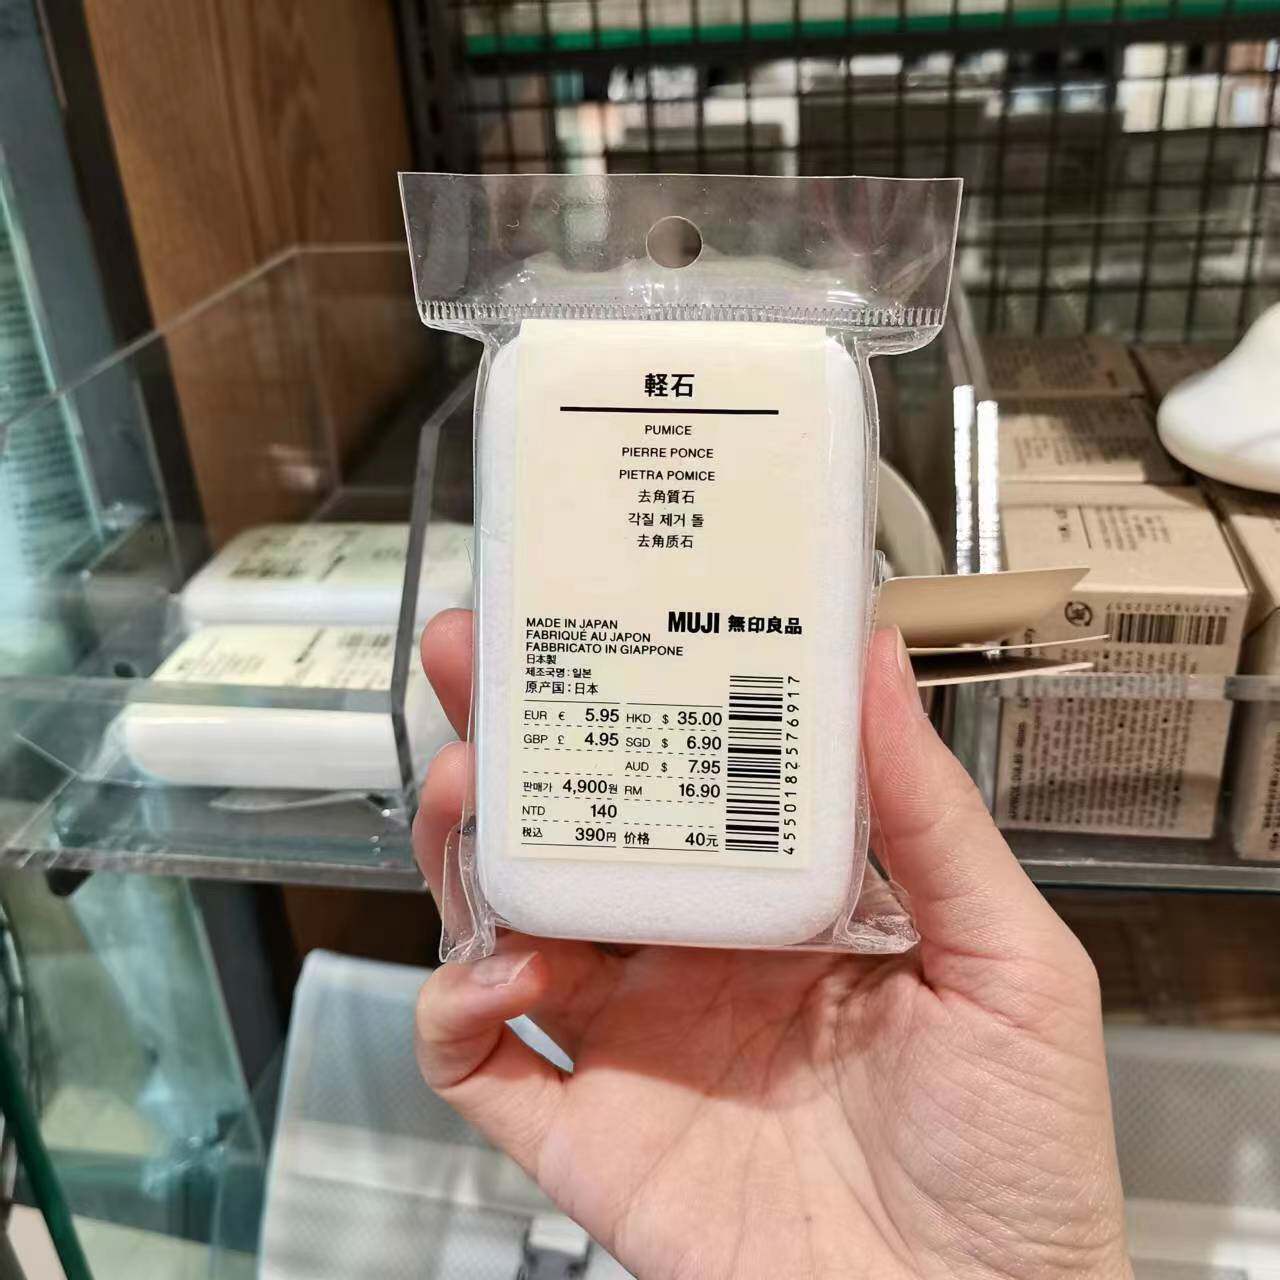 軽石
PUMICE
PIERRE PONCE
PIETRA POMICE
去角質石
각질 제거 돌
去角质石
MUJI 無印良品
MADE IN JAPAN
FABRIQUÉ AU JAPON
FABBRICATO IN GIAPPONE
日本製
제조국명 : 일본
原产国 : 日本
EUR € 5.95 HKD $ 35.00
GBP £ 4.95 SGD $ 6.90
AUD $ 7.95
판매가 4,900원 RM 16.90
NTD 140
税込 390円 价格 40元
4550182576917